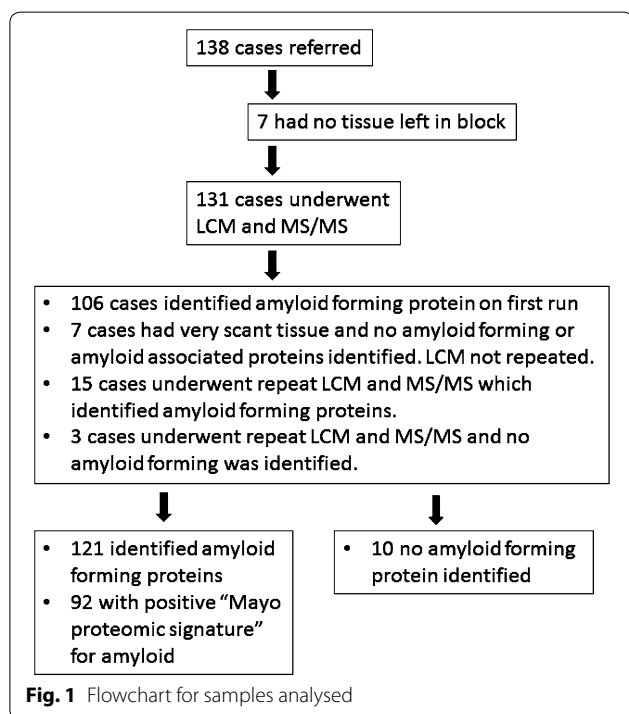 138 cases referred
7 had no tissue left in block
131 cases underwent
LCM and MS/MS
• 106 cases identified amyloid forming protein on first run
• 7 cases had very scant tissue and no amyloid forming or
amyloid associated proteins identified. LCM not repeated.
• 15 cases underwent repeat LCM and MS/MS which
identified amyloid forming proteins.
• 3 cases underwent repeat LCM and MS/MS and no
amyloid forming was identified.
• 121 identified amyloid
forming proteins
• 92 with positive “Mayo
proteomic signature”
for amyloid
• 10 no amyloid forming
protein identified
Fig. 1 Flowchart for samples analysed